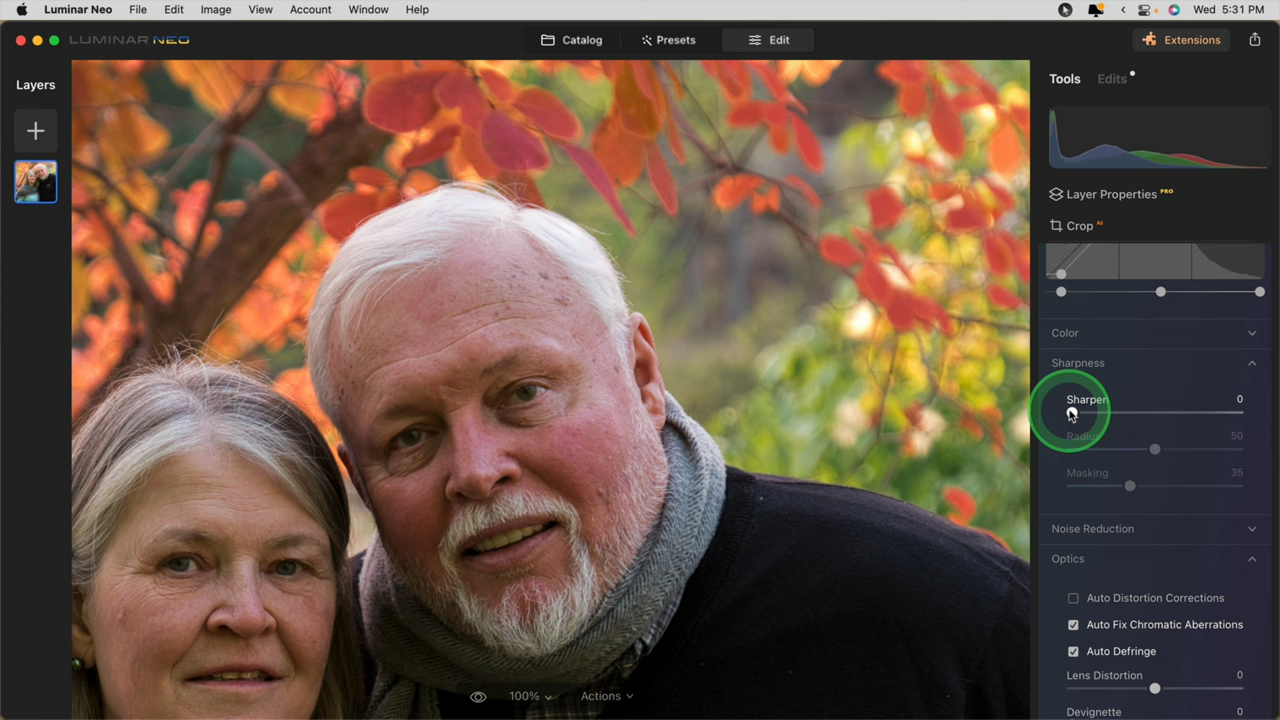 Luminar Neo File Edit Image View Account Window Help Wed 5:31 PM
LUMINAR NEO Catalog Presets Edit Extensions
Layers
Tools Edits
Layer Properties PRO
Crop AI
Color
Sharpness
Sharpen 0
Radius 50
Masking 35
Noise Reduction
Optics
Auto Distortion Corrections
Auto Fix Chromatic Aberrations
Auto Defringe
Lens Distortion 0
100% Actions
Devignette 0